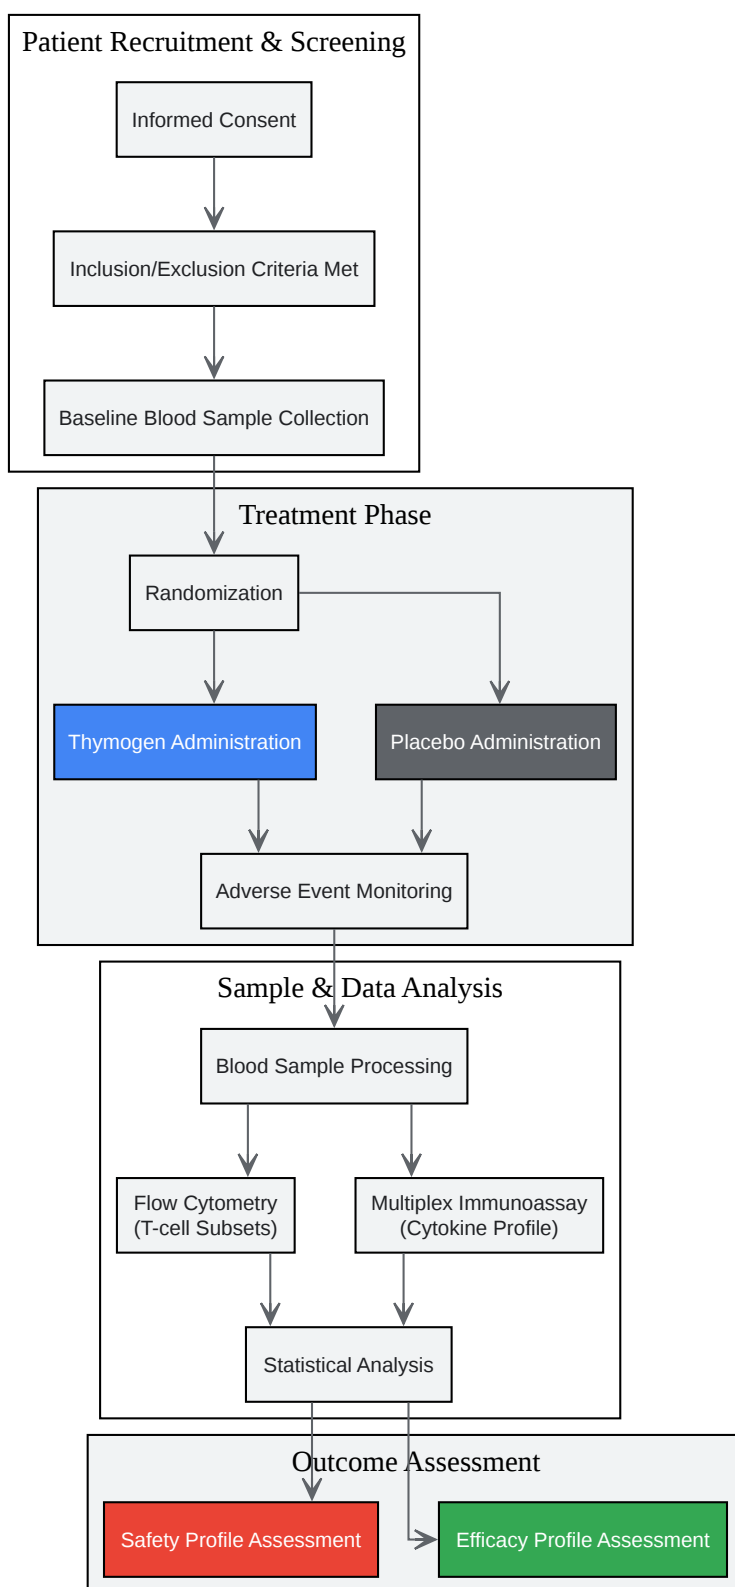 Patient Recruitment & Screening
Informed Consent
Inclusion/Exclusion Criteria Met
Baseline Blood Sample Collection
Treatment Phase
Randomization
Thymogen Administration
Placebo Administration
Adverse Event Monitoring
Sample & Data Analysis
Blood Sample Processing
Flow Cytometry
(T-cell Subsets)
Multiplex Immunoassay
(Cytokine Profile)
Statistical Analysis
Outcome Assessment
Safety Profile Assessment
Efficacy Profile Assessment